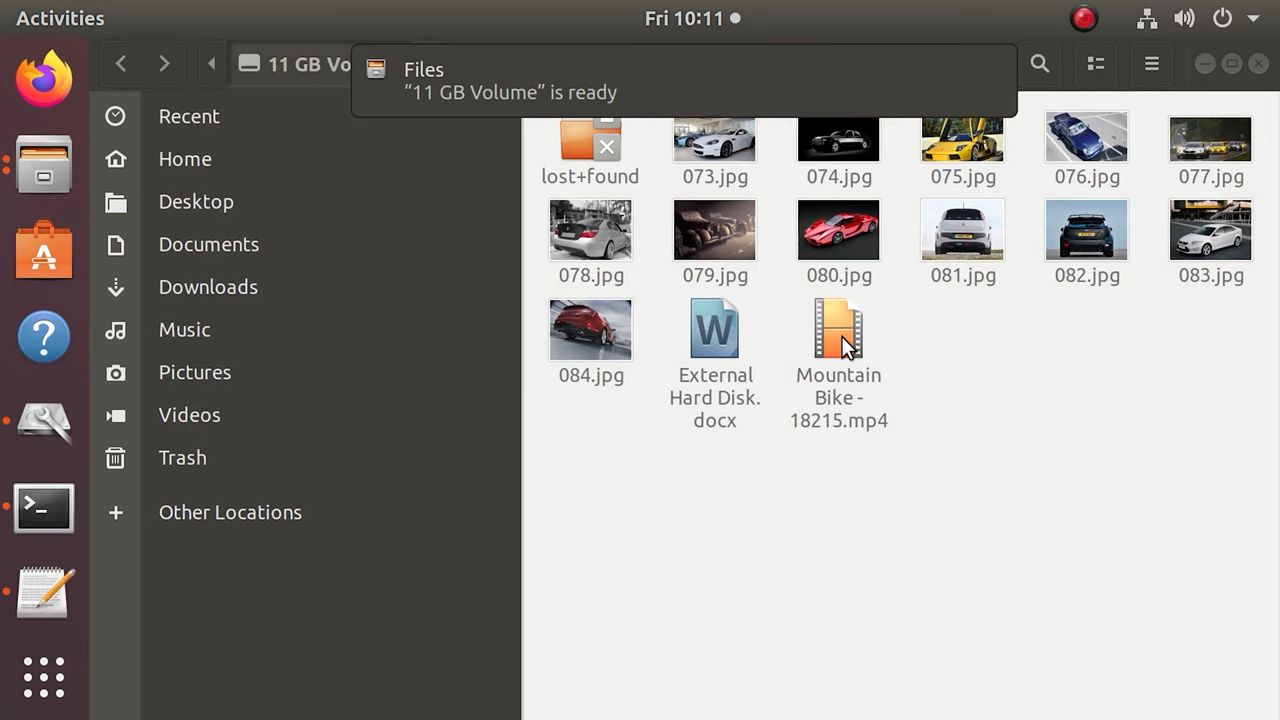 Activities
Fri 10:11
11 GB Vo
Files
“11 GB Volume” is ready
Recent
Home
Desktop
Documents
Downloads
Music
Pictures
Videos
Trash
Other Locations
lost+found
073.jpg
074.jpg
075.jpg
076.jpg
077.jpg
078.jpg
079.jpg
080.jpg
081.jpg
082.jpg
083.jpg
084.jpg
External
Hard Disk.
docx
Mountain
Bike -
18215.mp4